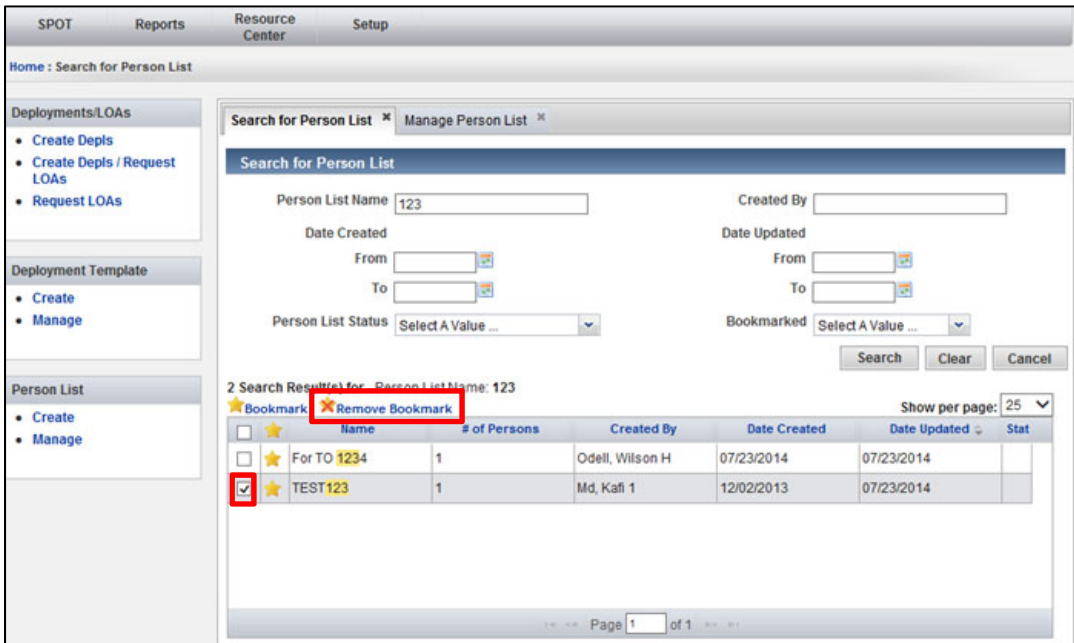 SPOT Reports Resource Center Setup
Home : Search for Person List
Deployments/LOAs
Create Depls
Create Depls / Request
LOAs
Request LOAs
Deployment Template
Create
Manage
Person List
Create
Manage
Search for Person List Manage Person List
Search for Person List
Person List Name 123 Created By
Date Created Date Updated
From From
To To
Person List Status Select A Value ... Bookmarked Select A Value ...
Search Clear Cancel
2 Search Result(s) for Person List Name: 123
Bookmark Remove Bookmark Show per page: 25
Name # of Persons Created By Date Created Date Updated Stat
For TO 1234 1 Odell, Wilson H 07/23/2014 07/23/2014
TEST123 1 Md, Kafi 1 12/02/2013 07/23/2014
Page 1 of 1